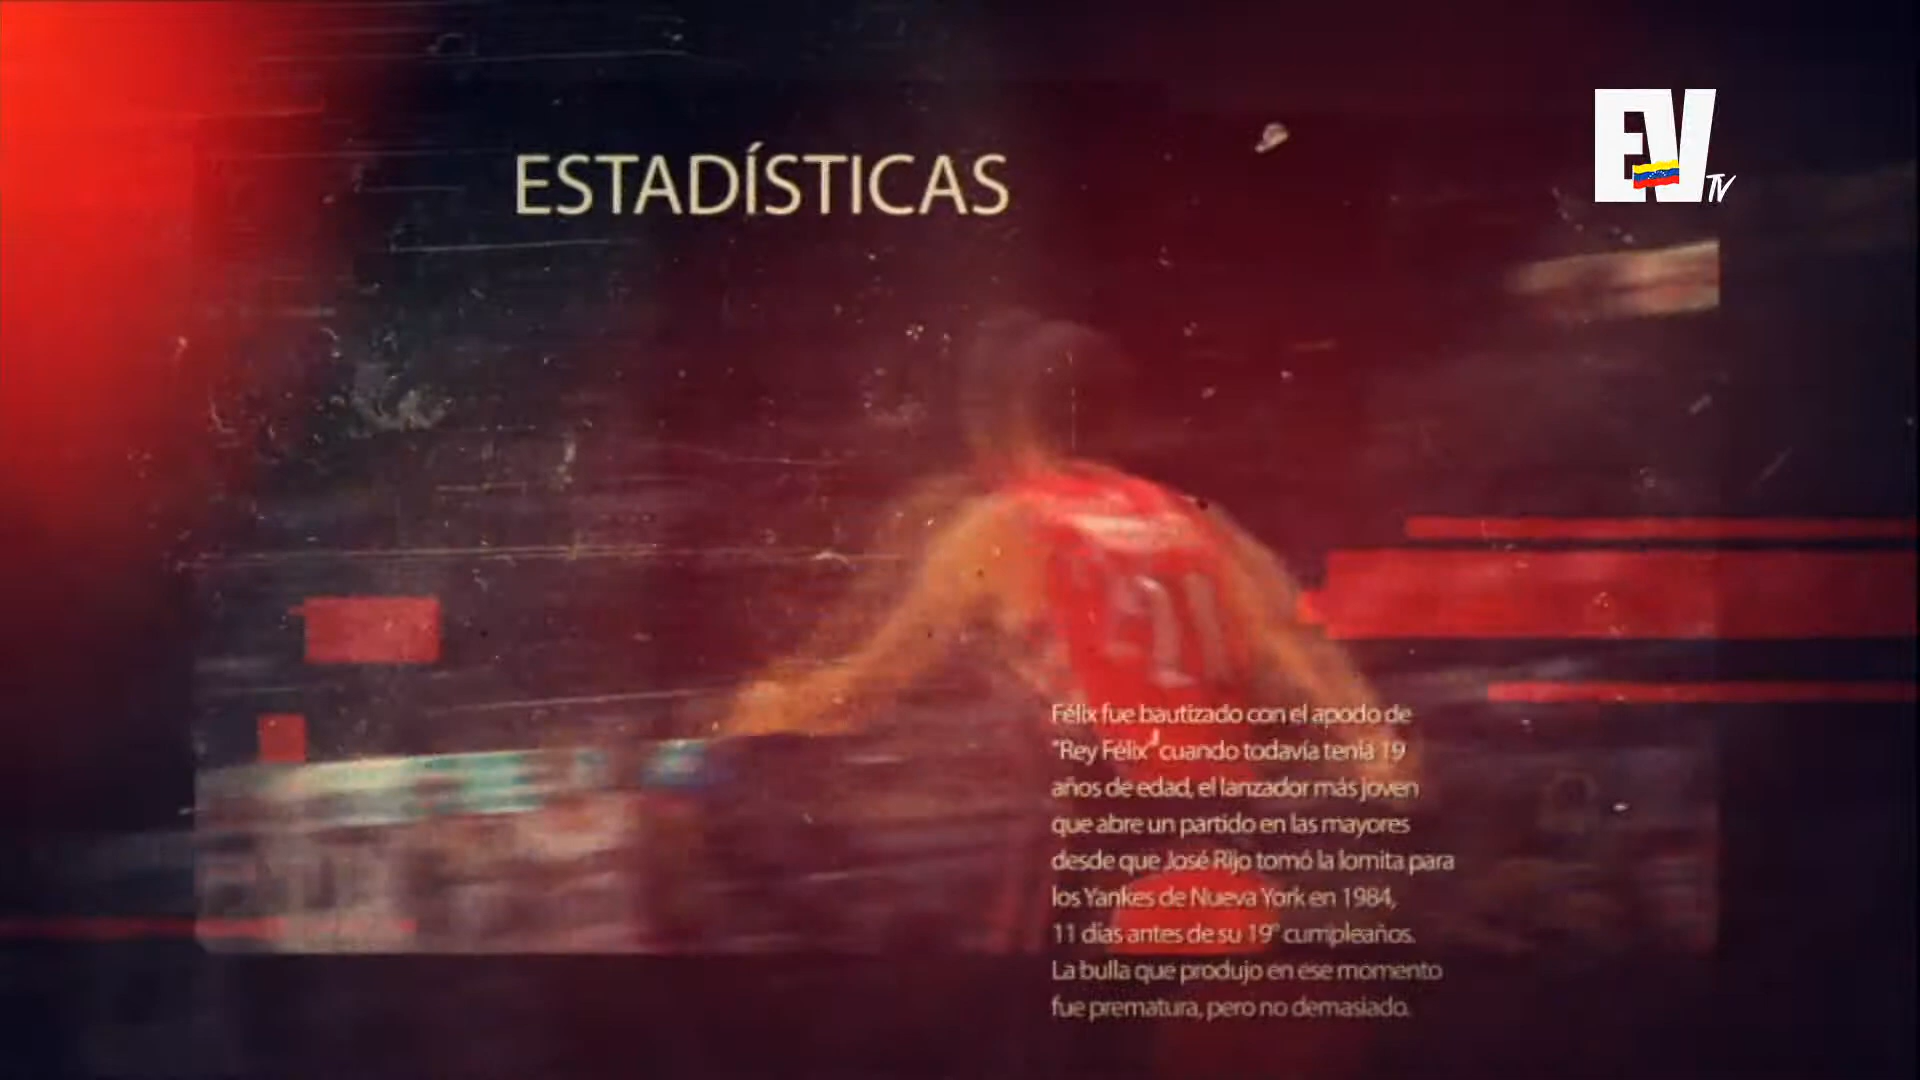 EV
TV
ESTADÍSTICAS
21
Félix fue bautizado con el apodo de
"Rey Félix" cuando todavía tenía 19
años de edad, el lanzador más joven
que abre un partido en las mayores
desde que José Rijo tomó la lomita para
los Yankes de Nueva York en 1984,
11 días antes de su 19° cumpleaños.
La bulla que produjo en ese momento
fue prematura, pero no demasiado.